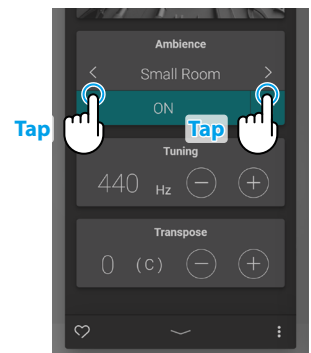 Ambience
Small Room
ON
Tap
Tap
Tuning
440 Hz
Transpose
0 (C)